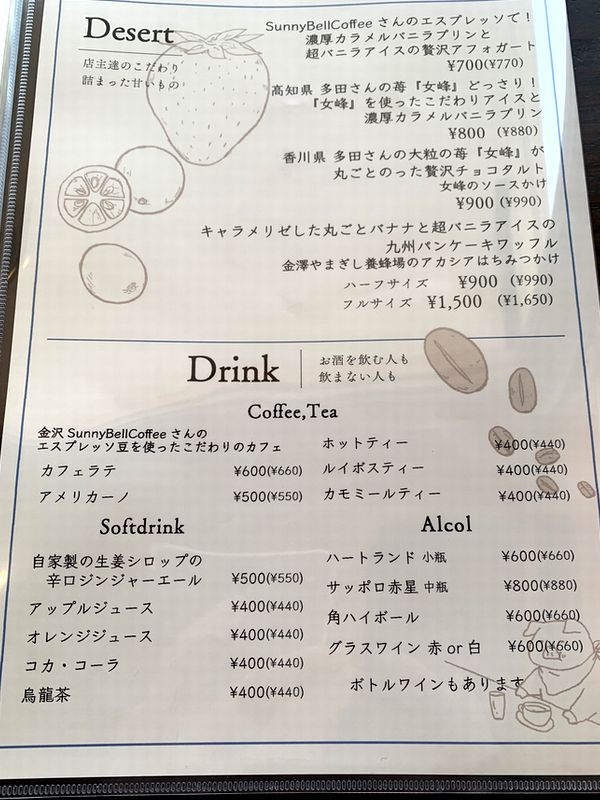 Desert
店主達のこだわり
詰まった甘いもの
SunnyBellCoffee さんのエスプレッソで！
濃厚カラメルバニラプリンと
超バニラアイスの贅沢アフォガート
¥700(¥770)
高知県 多田さんの苺『女峰』どっさり！
『女峰』を使ったこだわりアイスと
濃厚カラメルバニラプリン
¥800 (¥880)
香川県 多田さんの大粒の苺『女峰』が
丸ごとのった贅沢チョコタルト
女峰のソースかけ
¥900 (¥990)
キャラメリゼした丸ごとバナナと超バニラアイスの
九州パンケーキワッフル
金澤やまぎし養蜂場のアカシアはちみつかけ
ハーフサイズ ¥900 (¥990)
フルサイズ ¥1,500 (¥1,650)
Drink
お酒を飲む人も
飲まない人も
Coffee,Tea
金沢 SunnyBellCoffee さんの
エスプレッソ豆を使ったこだわりのカフェ
カフェラテ ¥600(¥660)
アメリカーノ ¥500(¥550)
ホットティー ¥400(¥440)
ルイボスティー ¥400(¥440)
カモミールティー ¥400(¥440)
Softdrink
自家製の生姜シロップの
辛口ジンジャーエール ¥500(¥550)
アップルジュース ¥400(¥440)
オレンジジュース ¥400(¥440)
コカ・コーラ ¥400(¥440)
烏龍茶 ¥400(¥440)
Alcol
ハートランド 小瓶 ¥600(¥660)
サッポロ赤星 中瓶 ¥800(¥880)
角ハイボール ¥600(¥660)
グラスワイン 赤 or 白 ¥600(¥660)
ボトルワインもあります